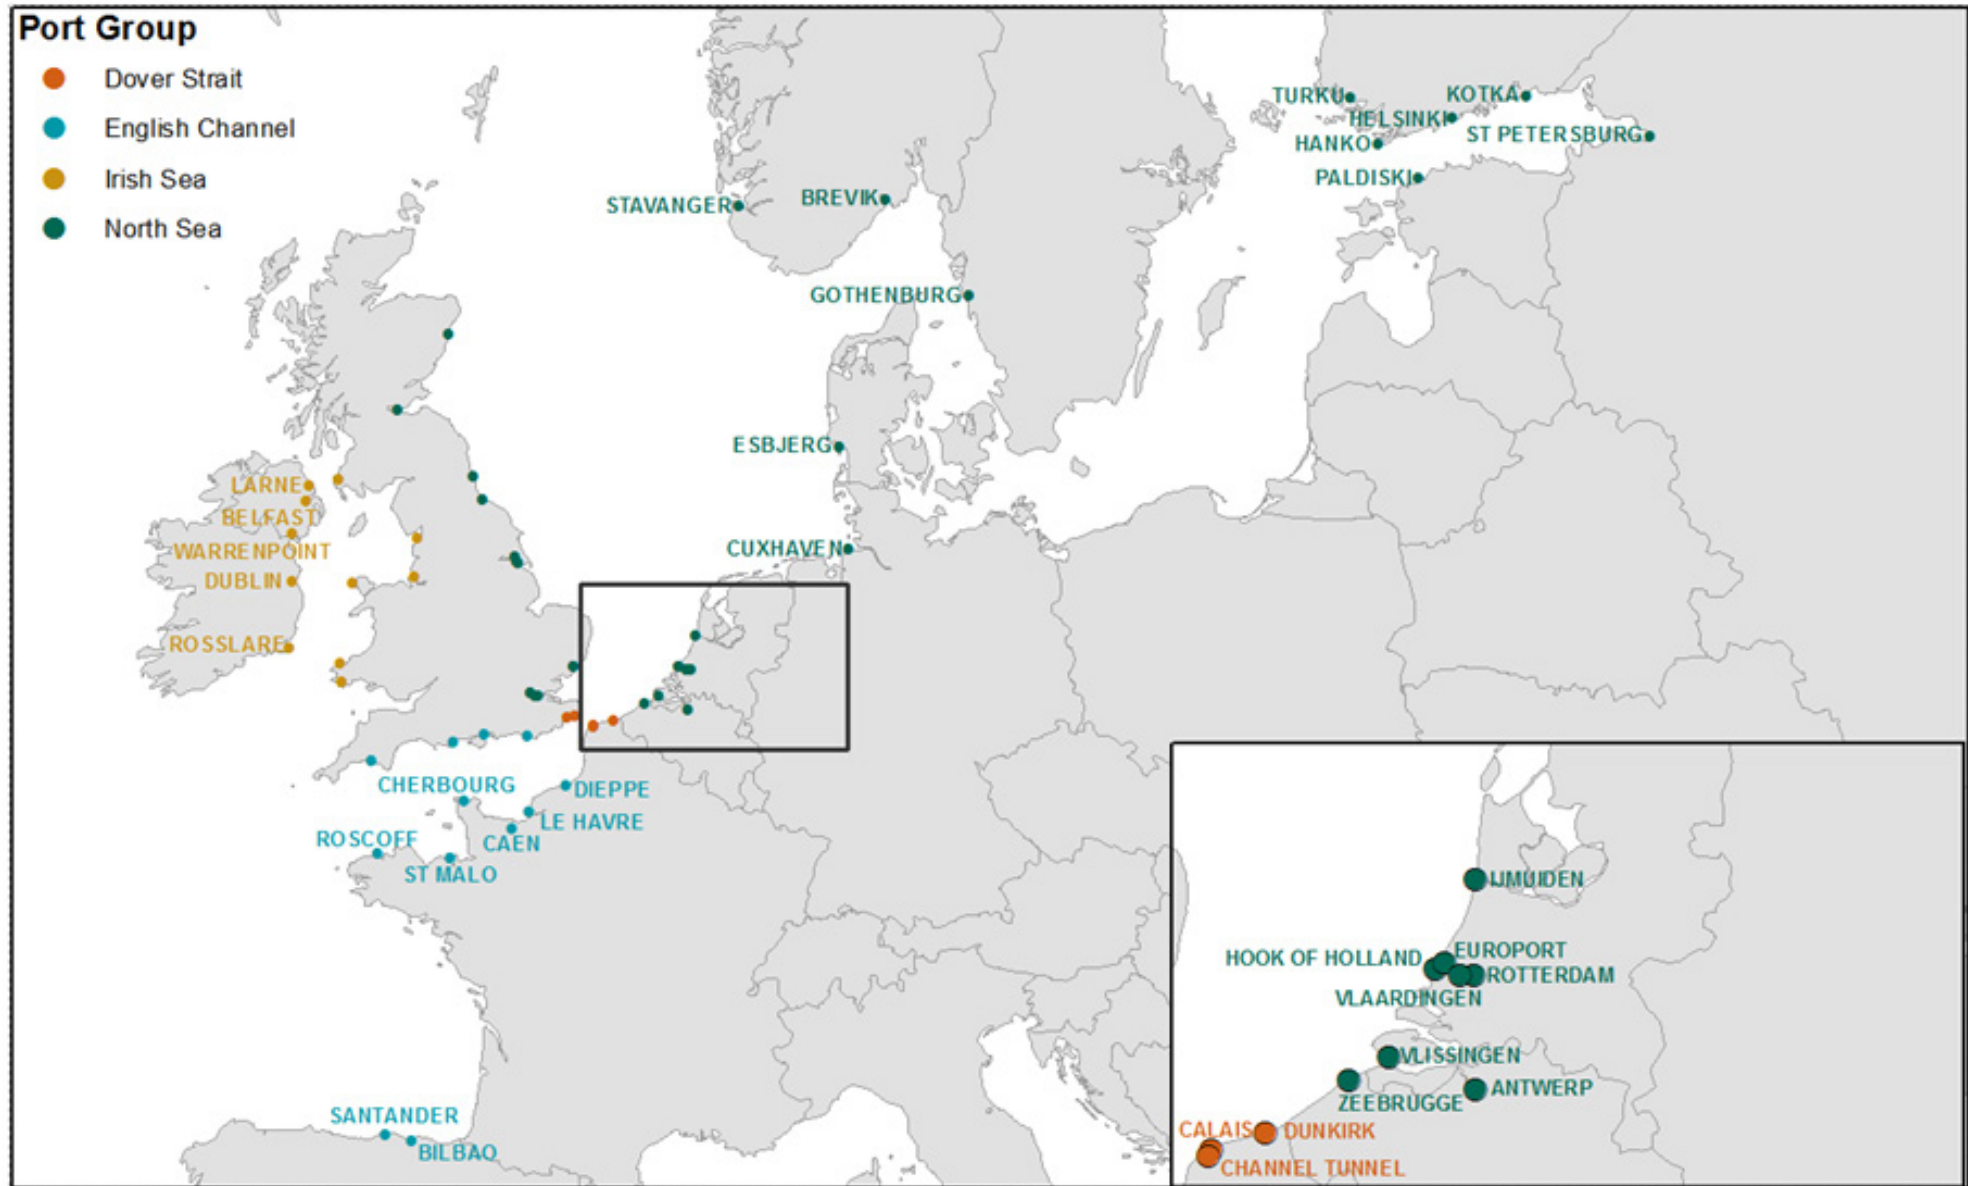 Port Group
Dover Strait
English Channel
Irish Sea
North Sea
TURKU
KOTKA
HELSINKI
ST PETERSBURG
HANKO
PALDISKI
STAVANGER
BREVIK
GOTHENBURG
ESBJERG
CUXHAVEN
LARNE
BELFAST
WARRENPOINT
DUBLIN
ROSSLARE
CHERBOURG
DIEPPE
LE HAVRE
ROSCOFF
CAEN
ST MALO
SANTANDER
BILBAO
IJMUIDEN
EUROPORT
HOOK OF HOLLAND
ROTTERDAM
VLAARDINGEN
VLISSINGEN
ANTWERP
ZEEBRUGGE
CALAIS
DUNKIRK
CHANNEL TUNNEL